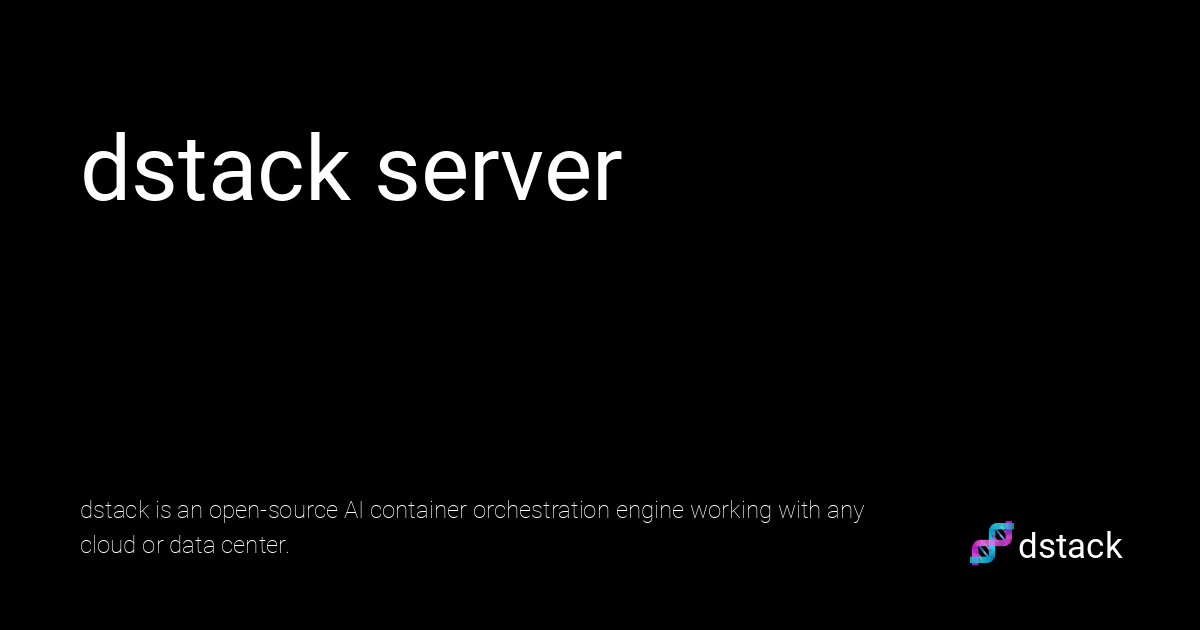 dstack server
dstack is an open-source AI container orchestration engine working with any
cloud or data center.
dstack